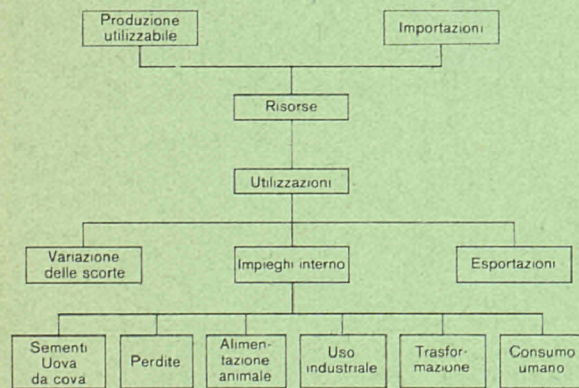 Produzione
utilizzabile
Importazioni
Risorse
Utilizzazioni
Variazione
delle scorte
Impieghi interno
Esportazioni
Sementi
Uova
da cova
Perdite
Alimen-
tazione
animale
Uso
industriale
Trasfor-
mazione
Consumo
umano